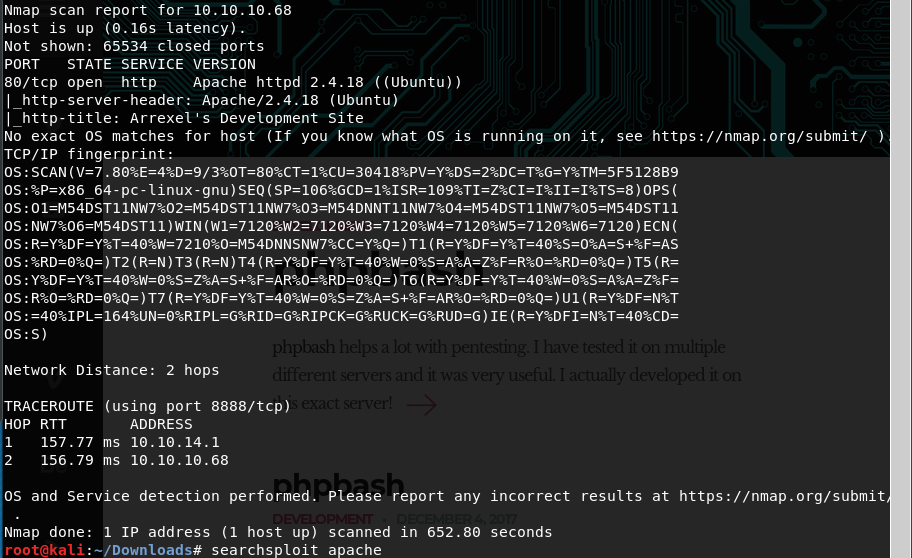 Nmap scan report for 10.10.10.68
Host is up (0.16s latency).
Not shown: 65534 closed ports
PORT   STATE SERVICE VERSION
80/tcp open  http    Apache httpd 2.4.18 ((Ubuntu))
|_http-server-header: Apache/2.4.18 (Ubuntu)
|_http-title: Arrexel's Development Site
No exact OS matches for host (If you know what OS is running on it, see https://nmap.org/submit/ ).
TCP/IP fingerprint:
OS:SCAN(V=7.80%E=4%D=9/3%OT=80%CT=1%CU=30418%PV=Y%DS=2%DC=T%G=Y%TM=5F5128B9
OS:%P=x86_64-pc-linux-gnu)SEQ(SP=106%GCD=1%ISR=109%TI=Z%CI=I%II=I%TS=8)OPS(
OS:O1=M54DST11NW7%O2=M54DST11NW7%O3=M54DNNT11NW7%O4=M54DST11NW7%O5=M54DST11
OS:NW7%O6=M54DST11)WIN(W1=7120%W2=7120%W3=7120%W4=7120%W5=7120%W6=7120)ECN(
OS:R=Y%DF=Y%T=40%W=7210%O=M54DNNSNW7%CC=Y%Q=)T1(R=Y%DF=Y%T=40%S=O%A=S+%F=AS
OS:%RD=0%Q=)T2(R=N)T3(R=N)T4(R=Y%DF=Y%T=40%W=0%S=A%A=Z%F=R%O=%RD=0%Q=)T5(R=
OS:Y%DF=Y%T=40%W=0%S=Z%A=S+%F=AR%O=%RD=0%Q=)T6(R=Y%DF=Y%T=40%W=0%S=A%A=Z%F=
OS:R%O=%RD=0%Q=)T7(R=Y%DF=Y%T=40%W=0%S=Z%A=S+%F=AR%O=%RD=0%Q=)U1(R=Y%DF=N%T
OS:=40%IPL=164%UN=0%RIPL=G%RID=G%RIPCK=G%RUCK=G%RUD=G)IE(R=Y%DFI=N%T=40%CD=
OS:S)
phpbash
phpbash helps a lot with pentesting. I have tested it on multiple
different servers and it was very useful. I actually developed it on
this exact server!
Network Distance: 2 hops
TRACEROUTE (using port 8888/tcp)
HOP RTT       ADDRESS
1   157.77 ms 10.10.14.1
2   156.79 ms 10.10.10.68
phpbash
DEVELOPMENT · DECEMBER 4, 2017
OS and Service detection performed. Please report any incorrect results at https://nmap.org/submit/
 .
Nmap done: 1 IP address (1 host up) scanned in 652.80 seconds
root@kali:~/Downloads# searchsploit apache